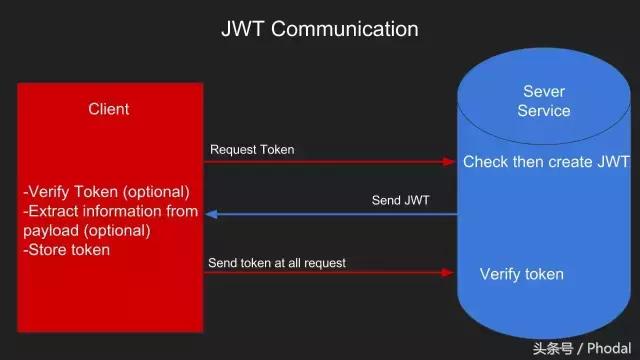 JWT Communication
Client
Sever
Service
Request Token
Check then create JWT
-Verify Token (optional)
-Extract information from
payload (optional)
-Store token
Send JWT
Send token at all request
Verify token
头条号 / Phodal